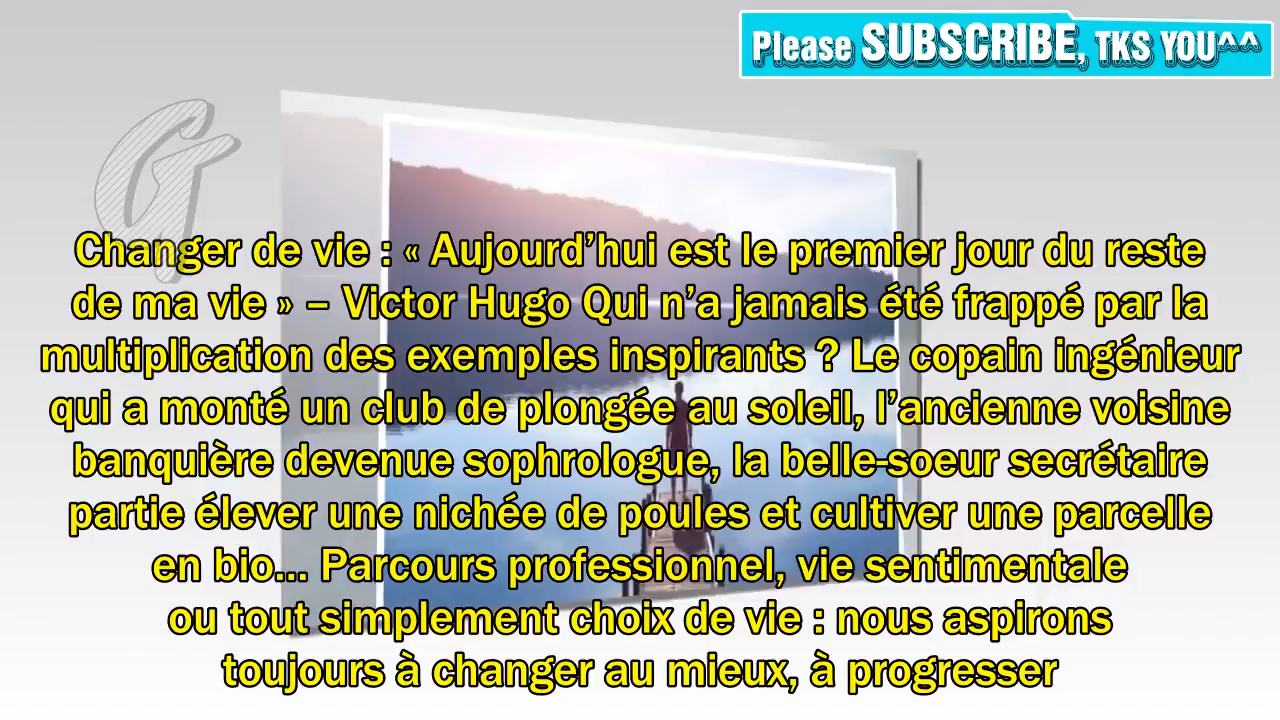 Please SUBSCRIBE, TKS YOU^^
G
Changer de vie : « Aujourd’hui est le premier jour du reste
de ma vie » – Victor Hugo Qui n’a jamais été frappé par la
multiplication des exemples inspirants ? Le copain ingénieur
qui a monté un club de plongée au soleil, l’ancienne voisine
banquière devenue sophrologue, la belle-soeur secrétaire
partie élever une nichée de poules et cultiver une parcelle
en bio... Parcours professionnel, vie sentimentale
ou tout simplement choix de vie : nous aspirons
toujours à changer au mieux, à progresser